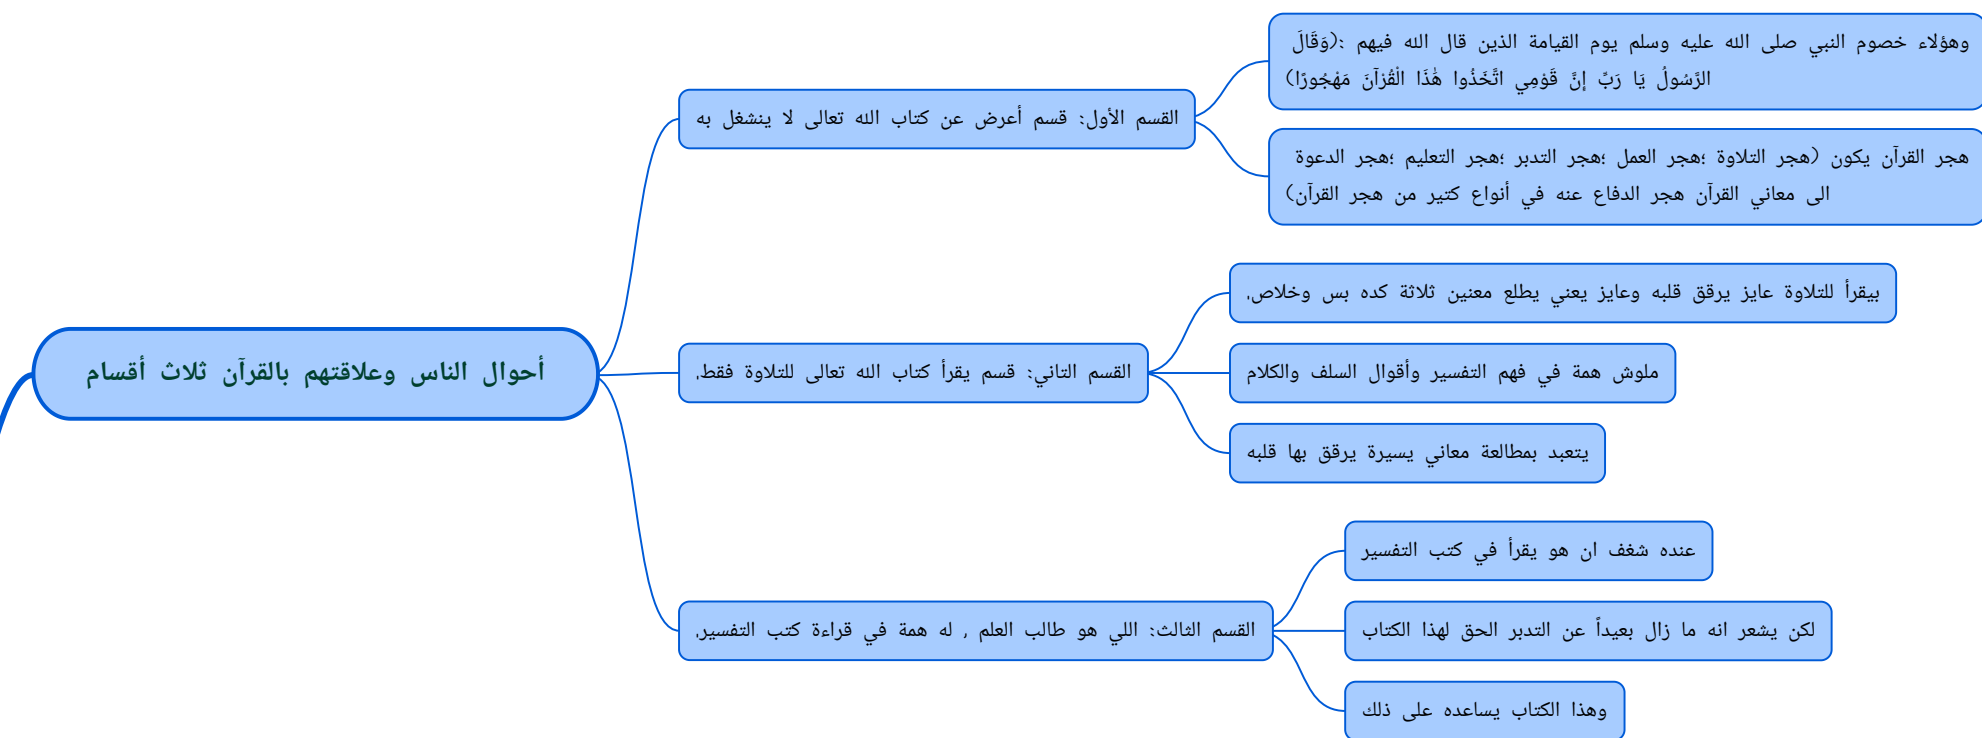 أحوال الناس وعلاقتهم بالقرآن ثلاث أقسام
القسم الأول: قسم أعرض عن كتاب الله تعالى لا ينشغل به
وهؤلاء خصوم النبي صلى الله عليه وسلم يوم القيامة الذين قال الله فيهم :(وَقَالَ
الرَّسُولُ يَا رَبِّ إِنَّ قَوْمِي اتَّخَذُوا هَٰذَا الْقُرْآنَ مَهْجُورًا)
هجر القرآن يكون (هجر التلاوة ؛هجر العمل ؛هجر التدبر ؛هجر التعليم ؛هجر الدعوة
الى معاني القرآن هجر الدفاع عنه في أنواع كتير من هجر القرآن)
القسم التاني: قسم يقرأ كتاب الله تعالى للتلاوة فقط.
بيقرأ للتلاوة عايز يرقق قلبه وعايز يعني يطلع معنين ثلاثة كده بس وخلاص.
ملوش همة في فهم التفسير وأقوال السلف والكلام
يتعبد بمطالعة معاني يسيرة يرقق بها قلبه
القسم الثالث: اللي هو طالب العلم , له همة في قراءة كتب التفسير.
عنده شغف ان هو يقرأ في كتب التفسير
لكن يشعر انه ما زال بعيداً عن التدبر الحق لهذا الكتاب
وهذا الكتاب يساعده على ذلك